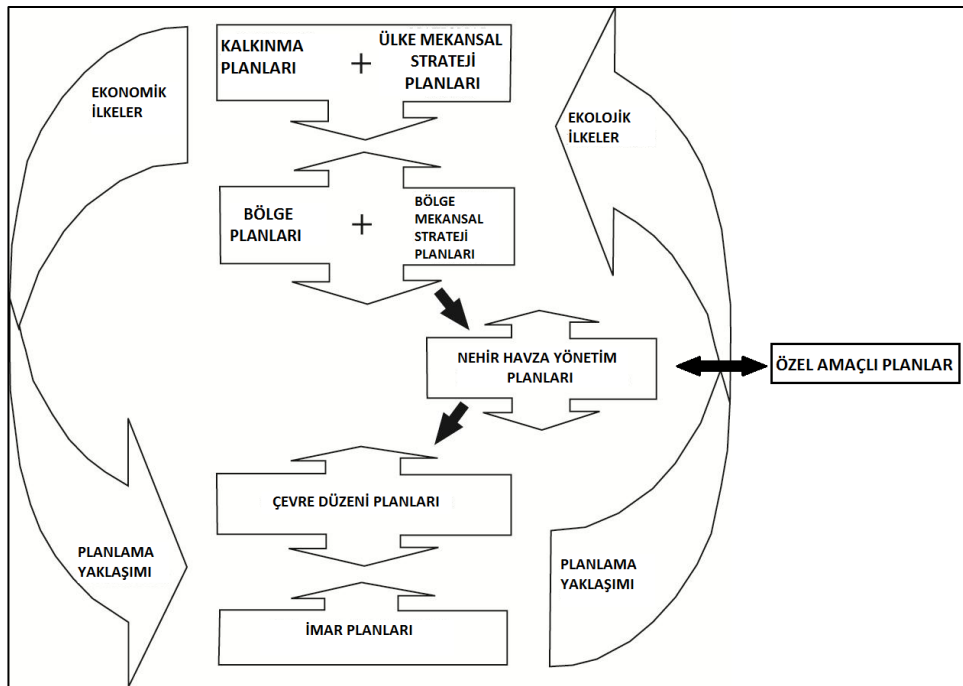 KALKINMA
PLANLARI
+
ÜLKE MEKANSAL
STRATEJİ
PLANLARI
EKONOMİK
İLKELER
EKOLOJİK
İLKELER
BÖLGE
PLANLARI
+
BÖLGE
MEKANSAL
STRATEJİ
PLANLARI
NEHİR HAVZA YÖNETİM
PLANLARI
ÖZEL AMAÇLI PLANLAR
ÇEVRE DÜZENİ PLANLARI
PLANLAMA
YAKLAŞIMI
PLANLAMA
YAKLAŞIMI
İMAR PLANLARI